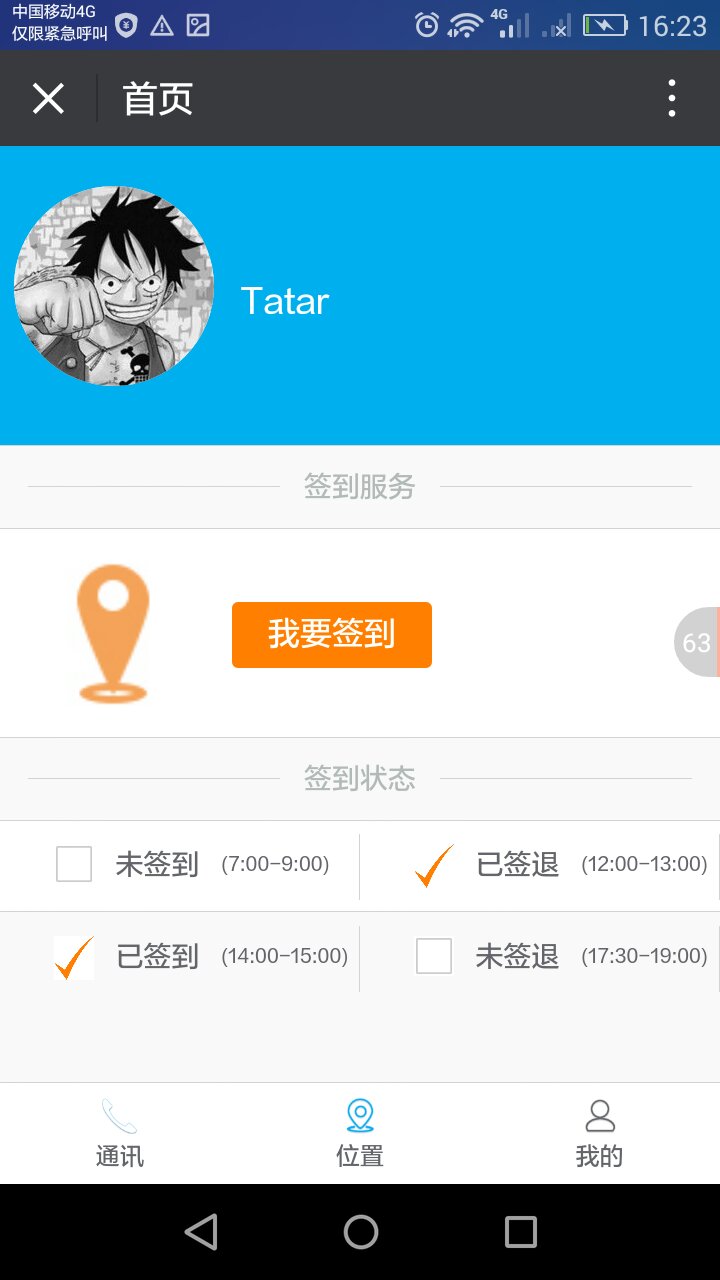 中国移动4G
仅限紧急呼叫
4G
16:23
首页
Tatar
签到服务
我要签到
63
签到状态
未签到 (7:00-9:00) 已签退 (12:00-13:00)
已签到 (14:00-15:00) 未签退 (17:30-19:00)
通讯 位置 我的